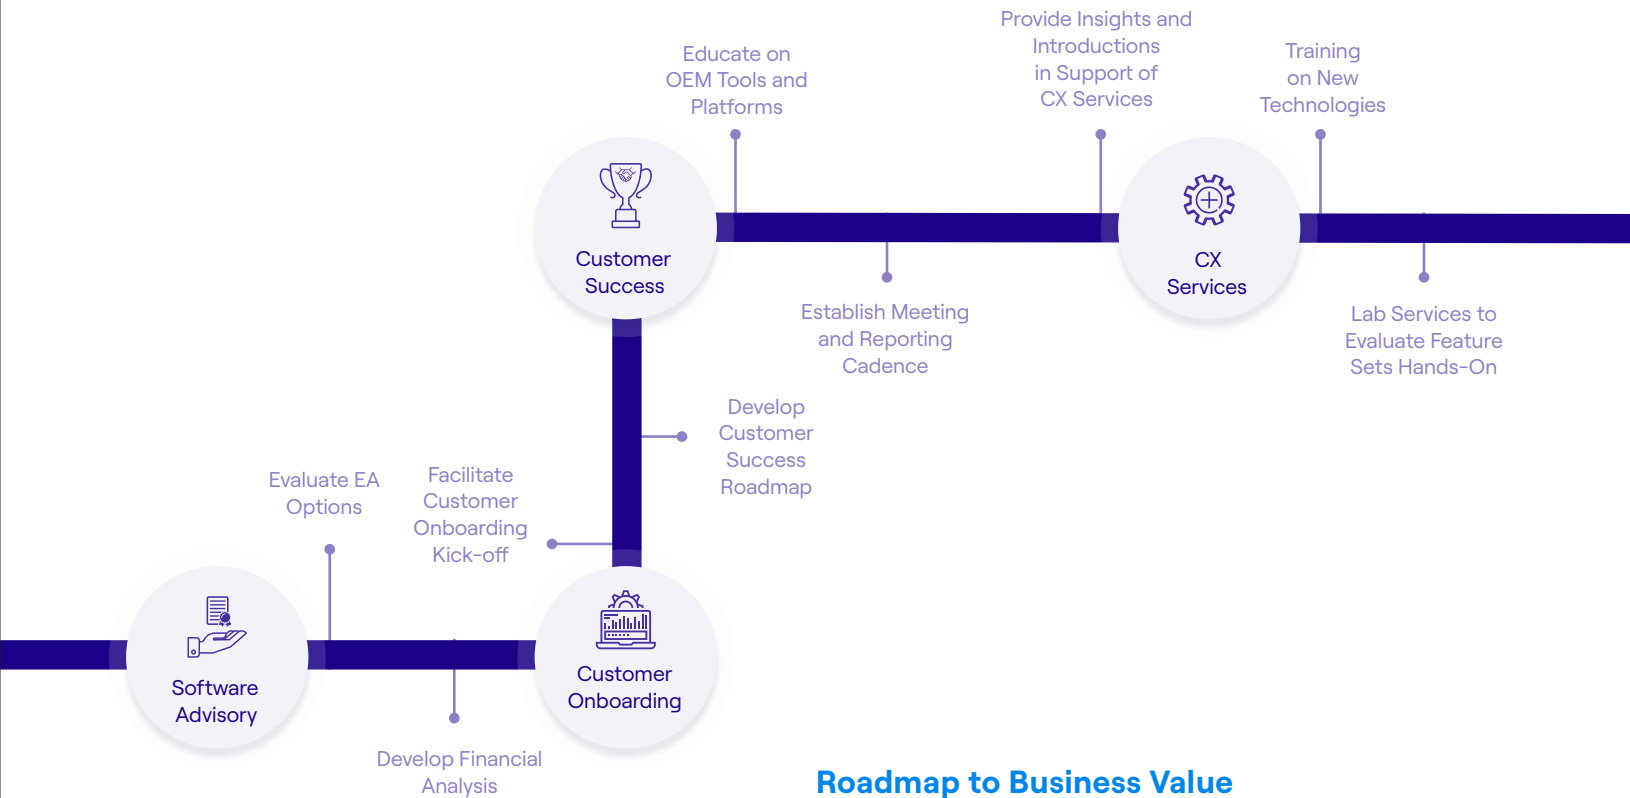 Educate on
OEM Tools and
Platforms
Provide Insights and
Introductions
in Support of
CX Services
Training
on New
Technologies
Customer
Success
CX
Services
Establish Meeting
and Reporting
Cadence
Lab Services to
Evaluate Feature
Sets Hands-On
Develop
Customer
Success
Roadmap
Evaluate EA
Options
Facilitate
Customer
Onboarding
Kick-off
Software
Advisory
Customer
Onboarding
Develop Financial
Analysis
Roadmap to Business Value